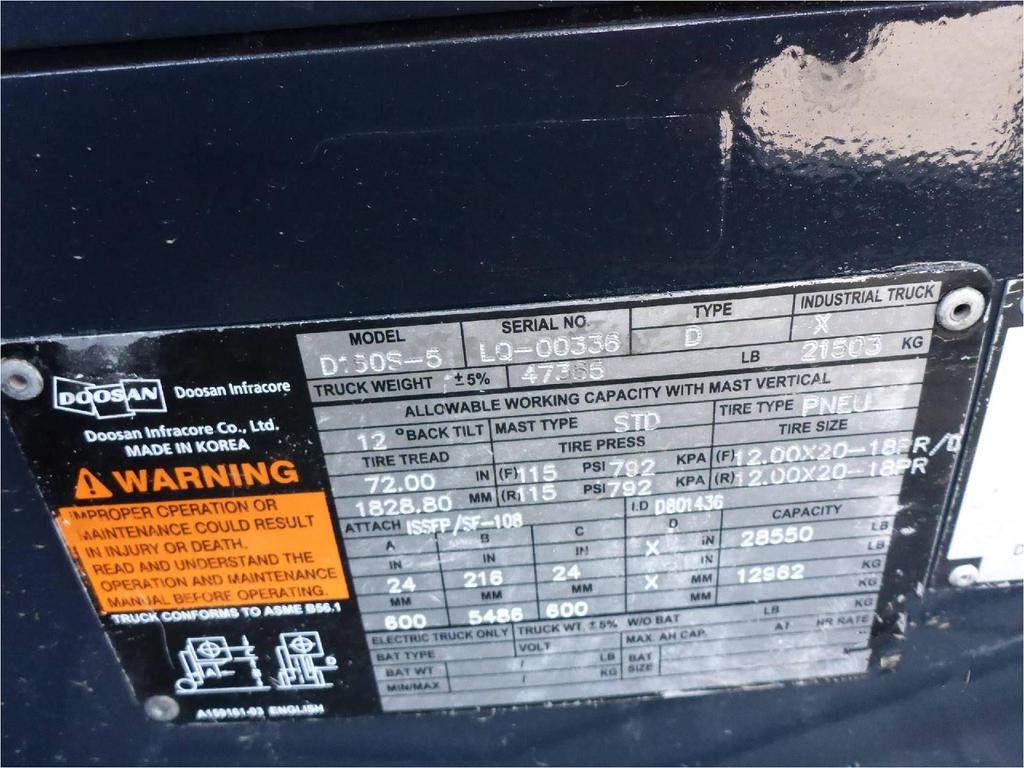 DOOSAN Doosan Infracore
Doosan Infracore Co., Ltd.
MADE IN KOREA
WARNING
IMPROPER OPERATION OR
MAINTENANCE COULD RESULT
IN INJURY OR DEATH.
READ AND UNDERSTAND THE
OPERATION AND MAINTENANCE
MANUAL BEFORE OPERATING.
TRUCK CONFORMS TO ASME B56.1
A159161-03 ENGLISH
MODEL SERIAL NO. TYPE INDUSTRIAL TRUCK
D160S-5 LQ-00336 D X
TRUCK WEIGHT ±5% 47365 LB 21503 KG
ALLOWABLE WORKING CAPACITY WITH MAST VERTICAL
12 °BACK TILT MAST TYPE STD TIRE TYPE PNEU
TIRE TREAD TIRE PRESS TIRE SIZE
72.00 IN (F)115 PSI 792 KPA (F)12.00X20-18PR/D
1828.80 MM (R)115 PSI 792 KPA (R)12.00X20-18PR
ATTACH ISSFP/SF-108 I.D D801436
A B C D CAPACITY
IN IN IN X IN 28550 LB
24 216 24 LB
MM MM MM X MM 12962 KG
600 5486 600 KG
ELECTRIC TRUCK ONLY TRUCK WT. ±5% W/O BAT LB KG
BAT TYPE VOLT MAX. AH CAP. AT HR RATE
BAT WT / LB BAT
MIN/MAX / KG SIZE